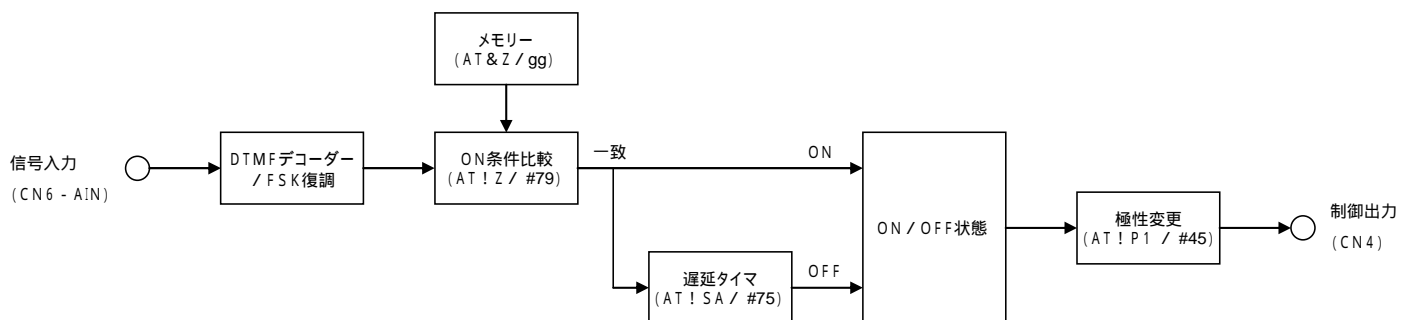 メモリー
(AT&Z/gg)
信号入力
(CN6-AIN)
DTMFデコーダー
/FSK復調
ON条件比較
(AT!Z/ #79)
一致
ON
遅延タイマ
(AT!SA/ #75)
OFF
ON/OFF状態
極性変更
(AT!P1 / #45)
制御出力
(CN4)